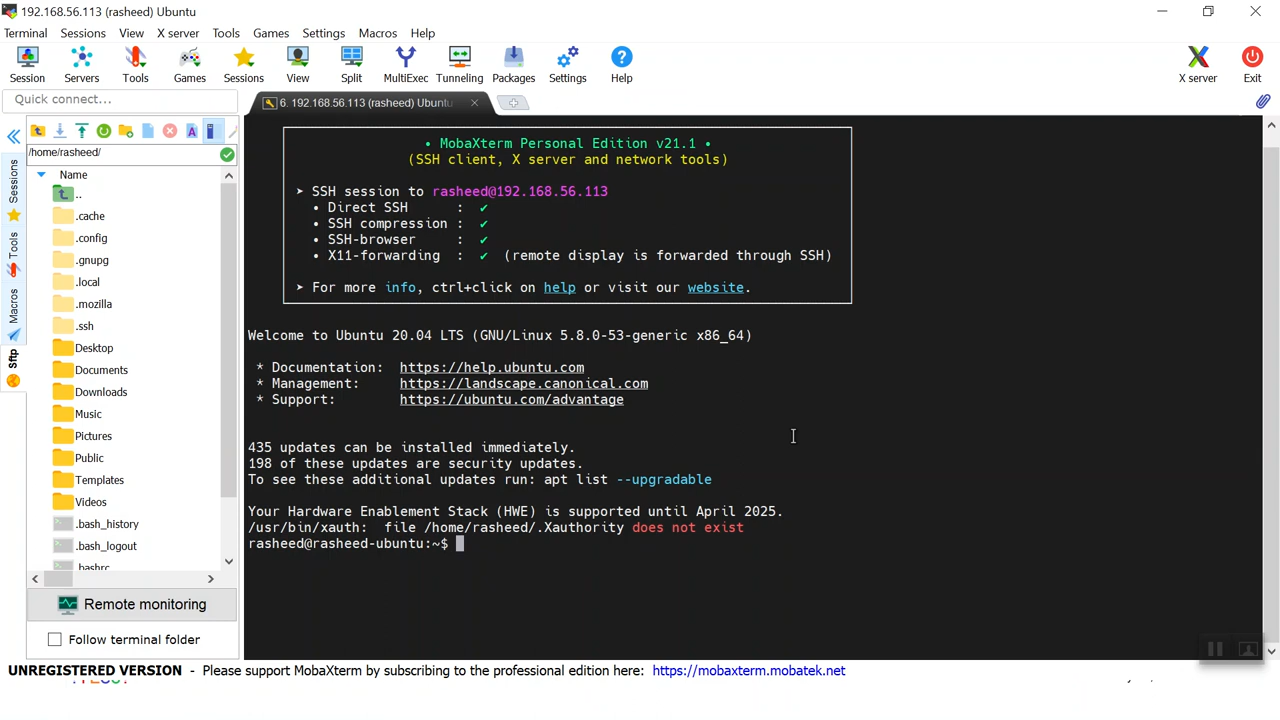 192.168.56.113 (rasheed) Ubuntu
Terminal Sessions View X server Tools Games Settings Macros Help
Session Servers Tools Games Sessions View Split MultiExec Tunneling Packages Settings Help X server Exit
Quick connect...
6. 192.168.56.113 (rasheed) Ubuntu
/home/rasheed/
Name
..
.cache
.config
.gnupg
.local
.mozilla
.ssh
Desktop
Documents
Downloads
Music
Pictures
Public
Templates
Videos
.bash_history
.bash_logout
.bashrc
Sessions
Tools
Macros
Sftp
Remote monitoring
Follow terminal folder
• MobaXterm Personal Edition v21.1 •
(SSH client, X server and network tools)
➤ SSH session to rasheed@192.168.56.113
• Direct SSH : ✔
• SSH compression : ✔
• SSH-browser : ✔
• X11-forwarding : ✔ (remote display is forwarded through SSH)
➤ For more info, ctrl+click on help or visit our website.
Welcome to Ubuntu 20.04 LTS (GNU/Linux 5.8.0-53-generic x86_64)
* Documentation: https://help.ubuntu.com
* Management: https://landscape.canonical.com
* Support: https://ubuntu.com/advantage
435 updates can be installed immediately.
198 of these updates are security updates.
To see these additional updates run: apt list --upgradable
Your Hardware Enablement Stack (HWE) is supported until April 2025.
/usr/bin/xauth: file /home/rasheed/.Xauthority does not exist
rasheed@rasheed-ubuntu:~$
UNREGISTERED VERSION - Please support MobaXterm by subscribing to the professional edition here: https://mobaxterm.mobatek.net